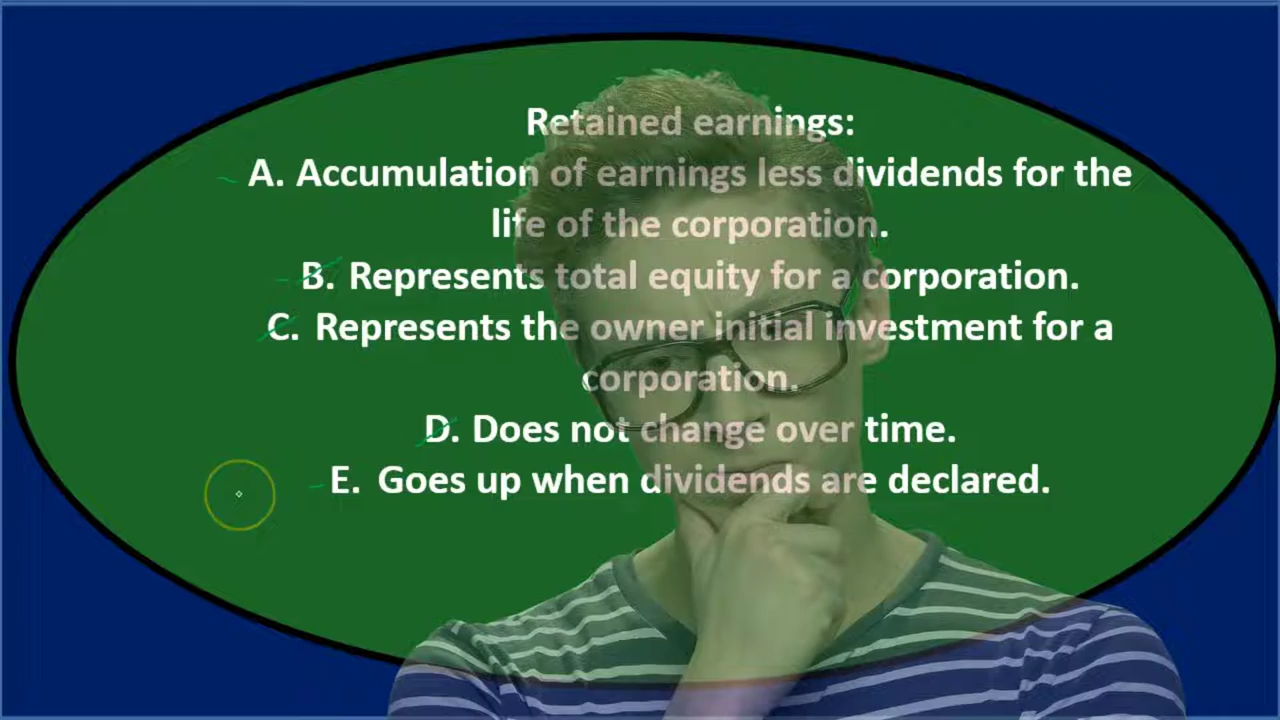 Retained earnings:
A. Accumulation of earnings less dividends for the
life of the corporation.
B. Represents total equity for a corporation.
C. Represents the owner initial investment for a
corporation.
D. Does not change over time.
E. Goes up when dividends are declared.